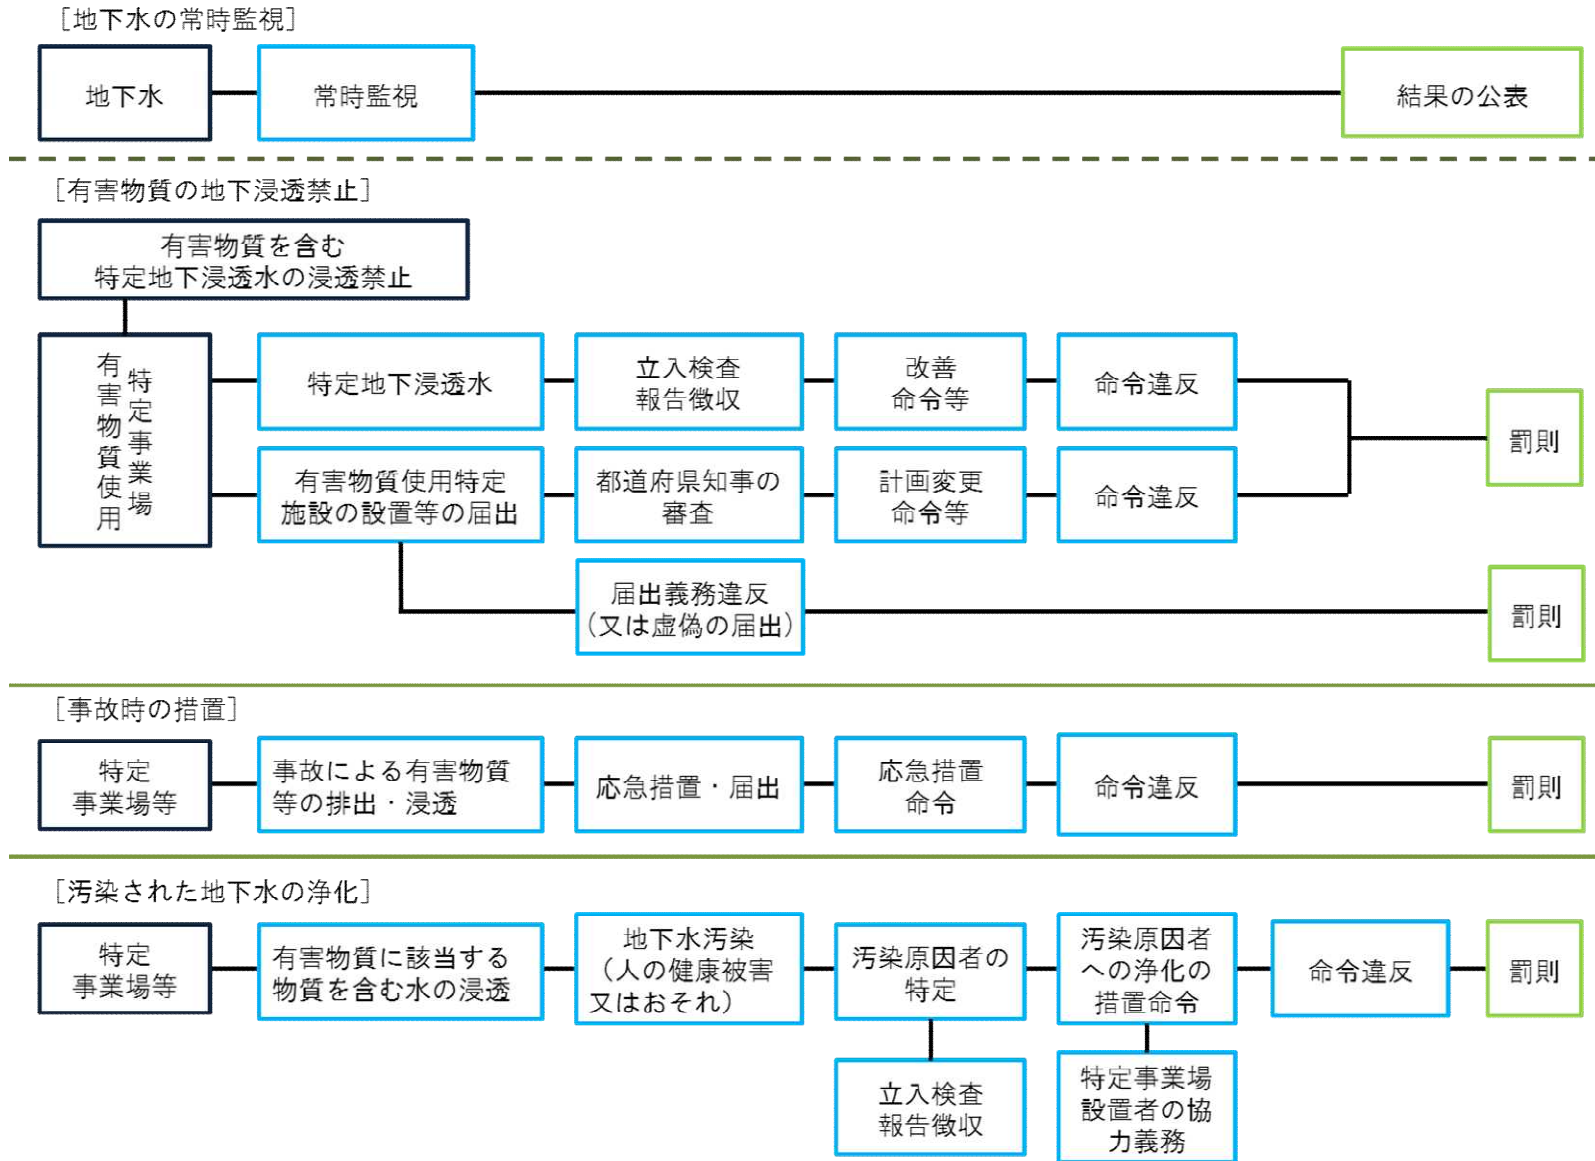 ［地下水の常時監視］
地下水
常時監視
結果の公表
［有害物質の地下浸透禁止］
有害物質を含む
特定地下浸透水の浸透禁止
有害物質使用
特定事業場
特定地下浸透水
立入検査
報告徴収
改善
命令等
命令違反
有害物質使用特定
施設の設置等の届出
都道府県知事の
審査
計画変更
命令等
命令違反
罰則
届出義務違反
（又は虚偽の届出）
罰則
［事故時の措置］
特定
事業場等
事故による有害物質
等の排出・浸透
応急措置・届出
応急措置
命令
命令違反
罰則
［汚染された地下水の浄化］
特定
事業場等
有害物質に該当する
物質を含む水の浸透
地下水汚染
（人の健康被害
又はおそれ）
汚染原因者の
特定
汚染原因者
への浄化の
措置命令
命令違反
罰則
立入検査
報告徴収
特定事業場
設置者の協
力義務